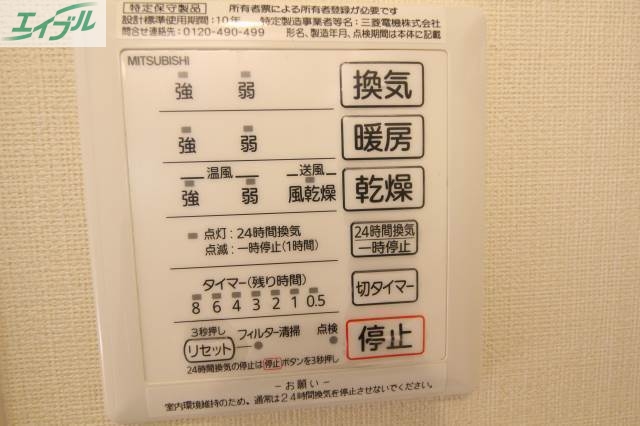 エイブル
特定保守製品 所有者票による所有者登録が必要です
設計標準使用期間:10年 特定製造事業者等名:三菱電機株式会社
問合せ連絡先:0120-490-499 形名、製造年月、点検期間は本体に記載
MITSUBISHI
強 弱 換気
強 弱 暖房
温風 送風
強 弱 風乾燥 乾燥
点灯:24時間換気
点滅:一時停止(1時間)
24時間換気
一時停止
タイマー(残り時間)
8 6 4 3 2 1 0.5
切タイマー
3秒押し
リセット フィルター清掃 点検
停止
24時間換気の停止は停止ボタンを3秒押し
−お願い−
室内環境維持のため、通常は24時間換気を停止させないでください。